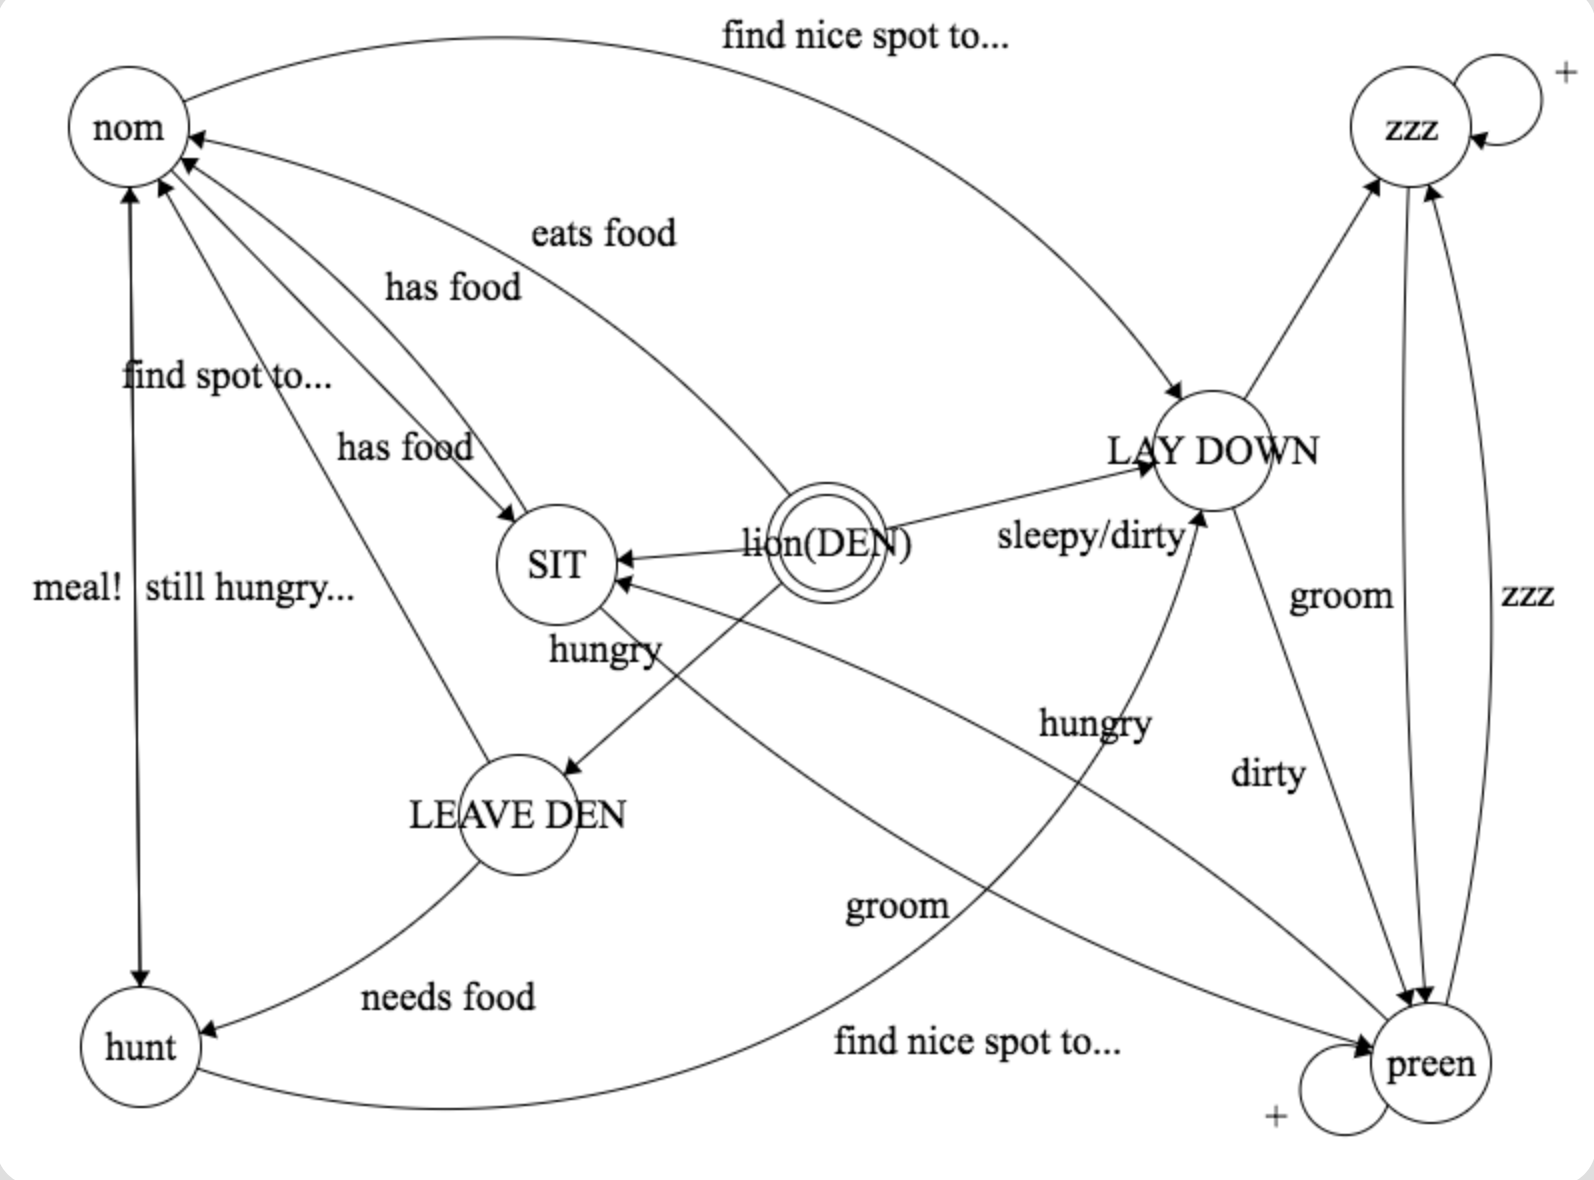 find nice spot to...
+
nom
zzz
eats food
has food
find spot to...
has food
LAY DOWN
lion(DEN)
sleepy/dirty
SIT
meal!
still hungry...
groom
zzz
hungry
hungry
dirty
LEAVE DEN
groom
needs food
find nice spot to...
hunt
preen
+